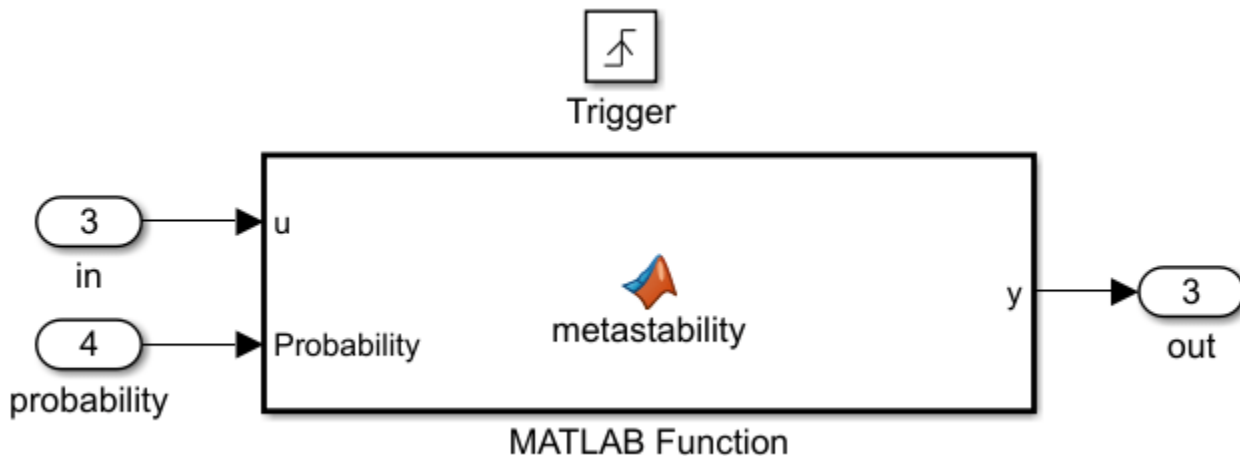 Trigger
3
u
in
metastability
y
3
out
4
Probability
probability
MATLAB Function